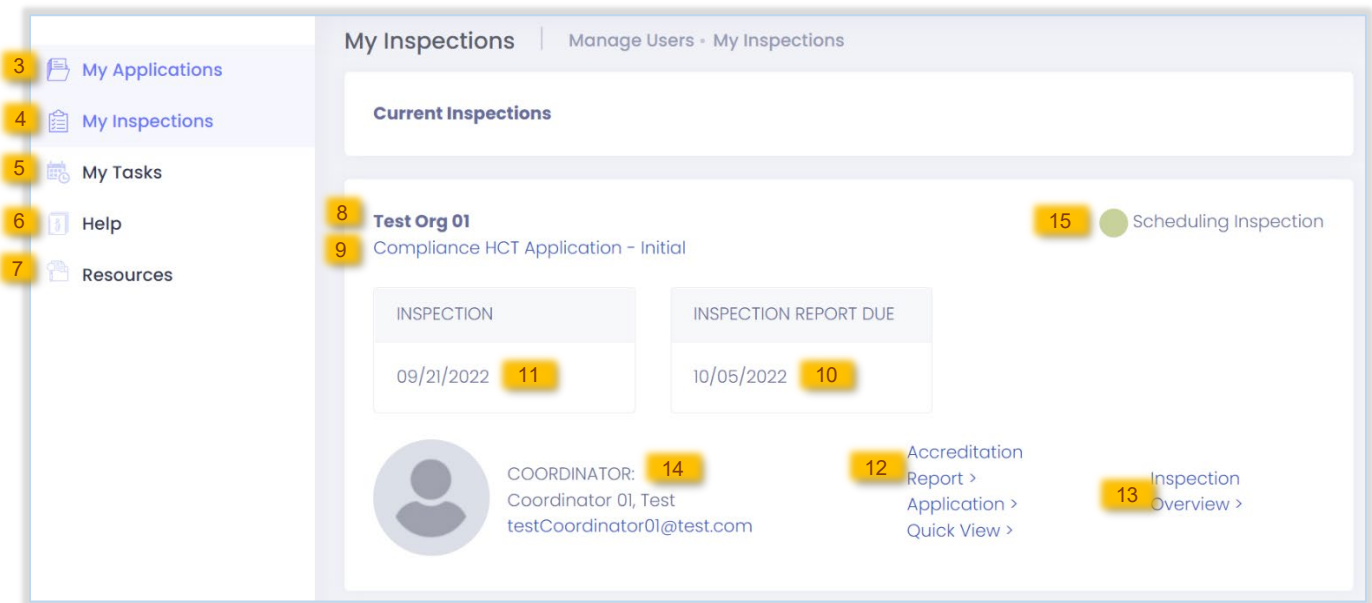 My Inspections | Manage Users • My Inspections
3 My Applications
4 My Inspections
5 My Tasks
6 Help
7 Resources
Current Inspections
8 Test Org 01
15 Scheduling Inspection
9 Compliance HCT Application - Initial
INSPECTION
09/21/2022 11
INSPECTION REPORT DUE
10/05/2022 10
COORDINATOR: 14
Coordinator 01, Test
testCoordinator01@test.com
12
Accreditation
Report >
Application >
Quick View >
13
Inspection
Overview >